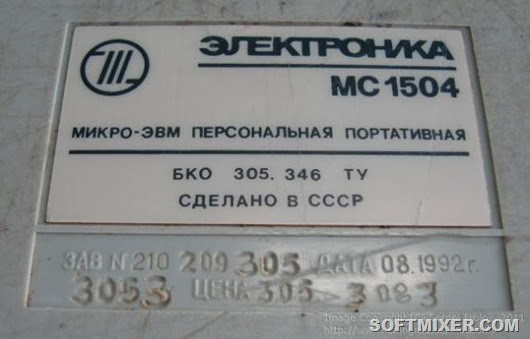 ЭЛЕКТРОНИКА
МС 1504
МИКРО-ЭВМ ПЕРСОНАЛЬНАЯ ПОРТАТИВНАЯ
БКО 305.346 ТУ
СДЕЛАНО В СССР
ЗАВ N 210 209 305 ДАТА 08.1992г.
3053 ЦЕНА 305 3083
SOFTMIXER.COM